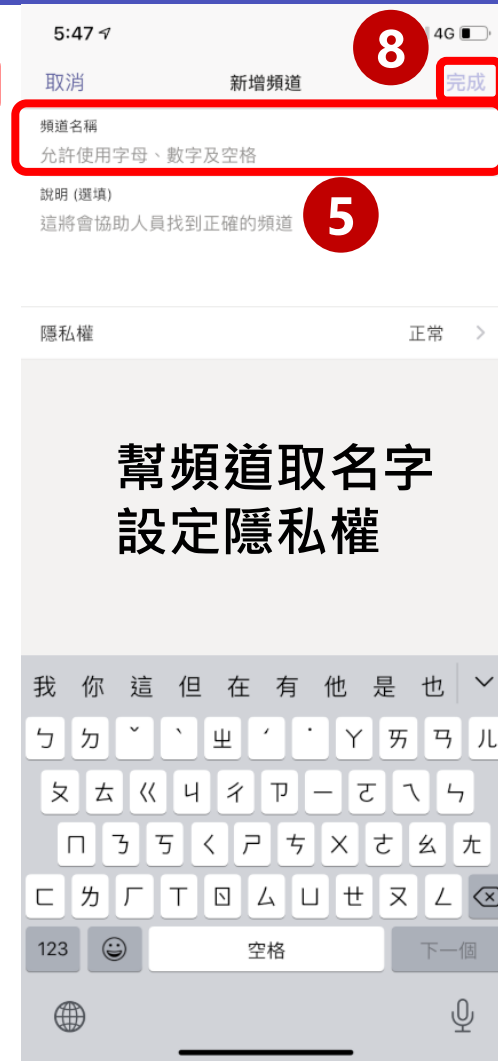 5:47
8
4G
取消
新增頻道
完成
頻道名稱
允許使用字母、數字及空格
說明 (選填)
這將會協助人員找到正確的頻道
5
隱私權
正常
幫頻道取名字
設定隱私權
我 你 這 但 在 有 他 是 也
ㄅ ㄉ ˇ ˋ ㄓ ˊ ˙ ㄚ ㄞ ㄢ ㄦ
ㄆ ㄊ ㄍ ㄐ ㄔ ㄗ ㄧ ㄛ ㄟ ㄣ
ㄇ ㄋ ㄎ ㄑ ㄕ ㄘ ㄨ ㄜ ㄠ ㄤ
ㄈ ㄌ ㄏ ㄒ ㄖ ㄙ ㄩ ㄝ ㄡ ㄥ
123
空格
下一個